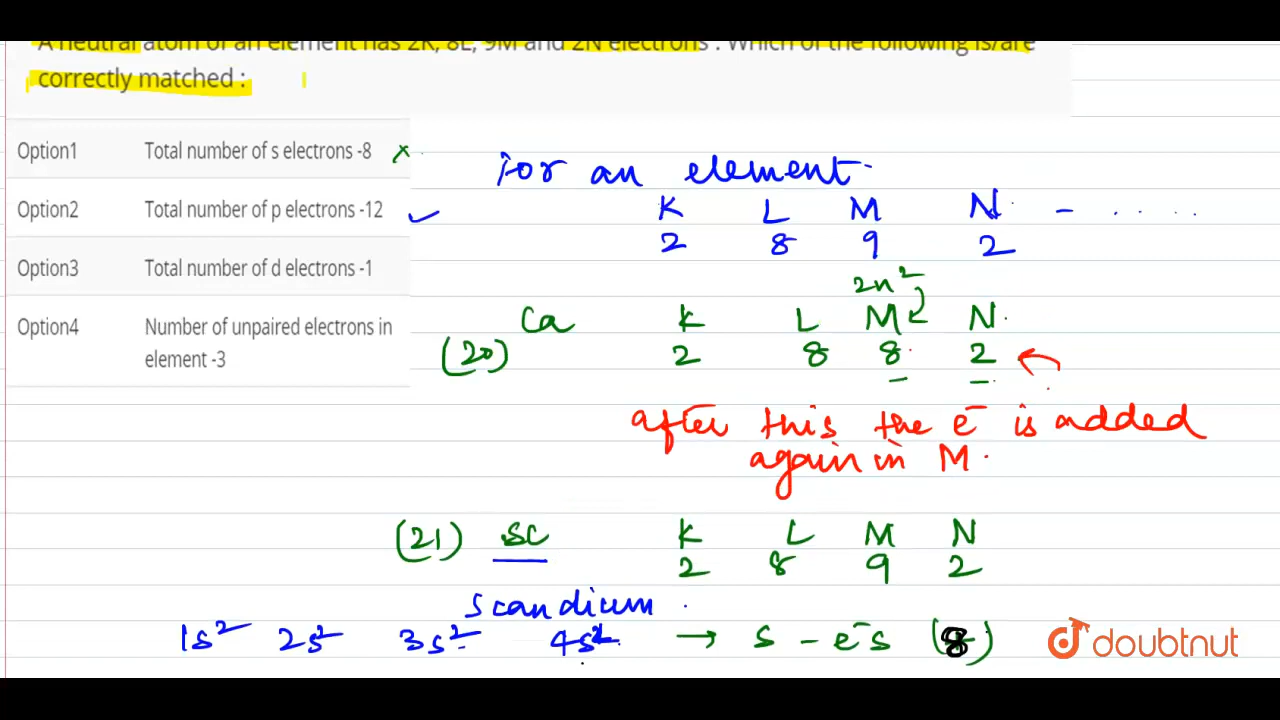 A neutral atom of an element has 2K, 8L, 9M and 2N electrons . Which of the following is/are
correctly matched :
Option1 Total number of s electrons -8 ×
Option2 Total number of p electrons -12 ✓
Option3 Total number of d electrons -1
Option4 Number of unpaired electrons in
element -3
For an element
K L M N - .....
2 8 9 2
2n²
Ca K L M N
(20) 2 8 8 2
after this the e⁻ is added
again in M.
(21) Sc K L M N
2 8 9 2
Scandium
1s² 2s² 3s² 4s² → s - e⁻s (8)
doubtnut